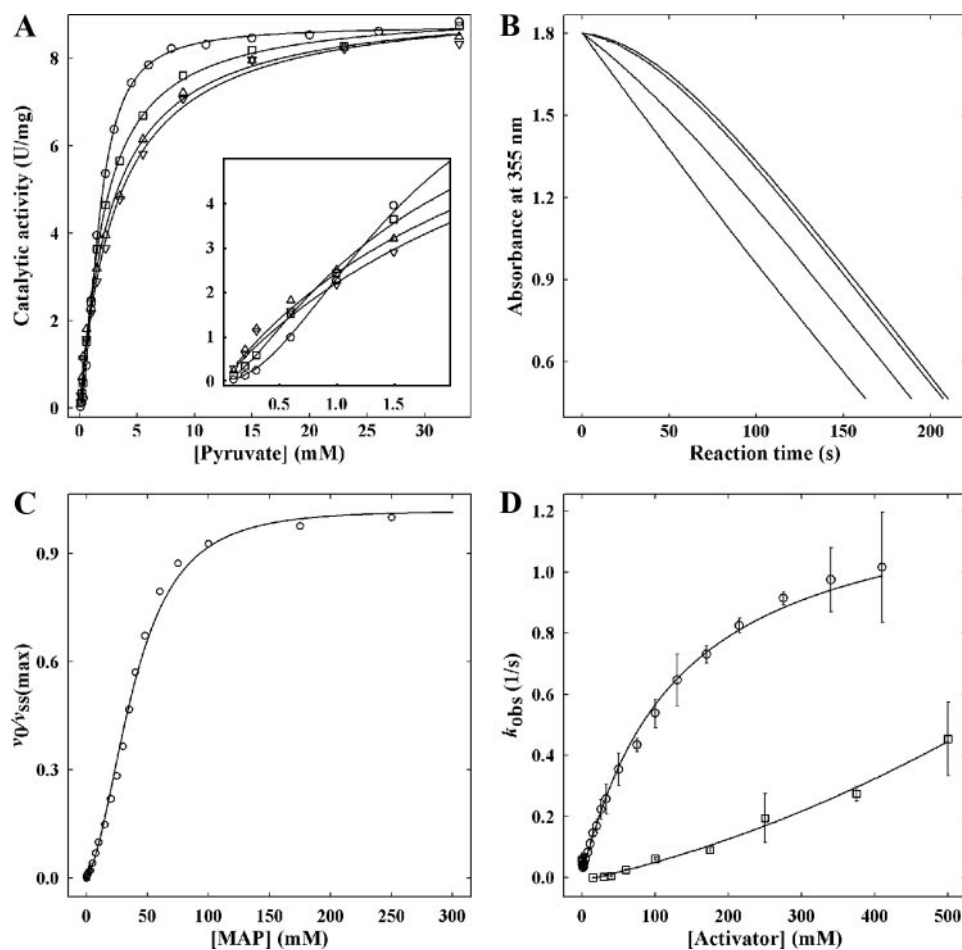 A
Catalytic activity (U/mg)
8
6
4
2
0
4
3
2
1
0
0.5 1.0 1.5
0 5 10 15 20 25 30
[Pyruvate] (mM)
B
Absorbance at 355 nm
1.8
1.4
1.0
0.6
0 50 100 150 200
Reaction time (s)
C
v0/vss(max)
0.9
0.6
0.3
0.0
0 50 100 150 200 250 300
[MAP] (mM)
D
kobs (1/s)
1.2
1.0
0.8
0.6
0.4
0.2
0.0
0 100 200 300 400 500
[Activator] (mM)